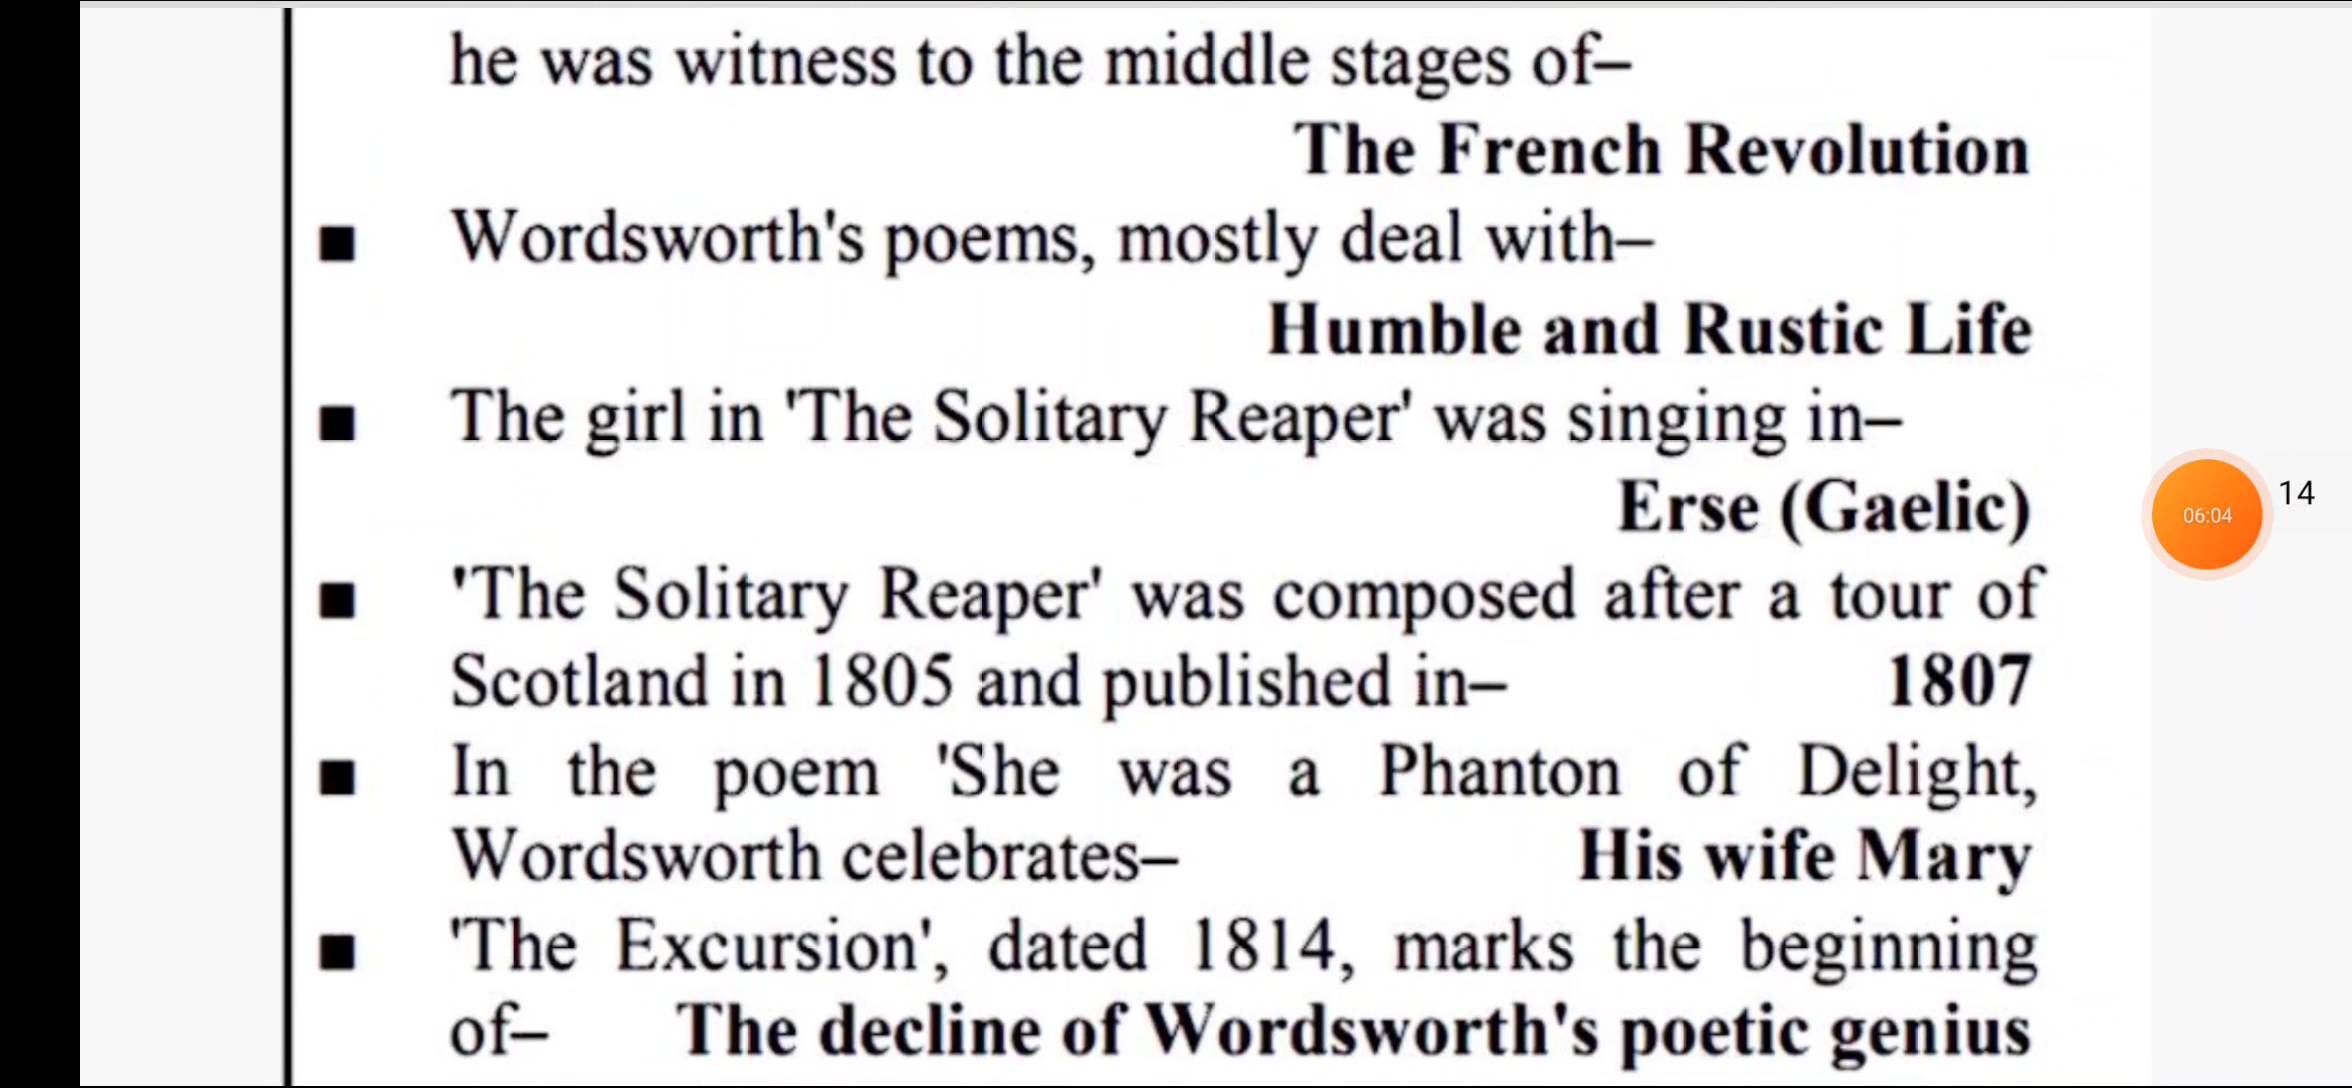 he was witness to the middle stages of–
The French Revolution
■ Wordsworth's poems, mostly deal with–
Humble and Rustic Life
■ The girl in 'The Solitary Reaper' was singing in–
Erse (Gaelic)
■ 'The Solitary Reaper' was composed after a tour of
Scotland in 1805 and published in– 1807
■ In the poem 'She was a Phanton of Delight,
Wordsworth celebrates– His wife Mary
■ 'The Excursion', dated 1814, marks the beginning
of– The decline of Wordsworth's poetic genius
06:04
14